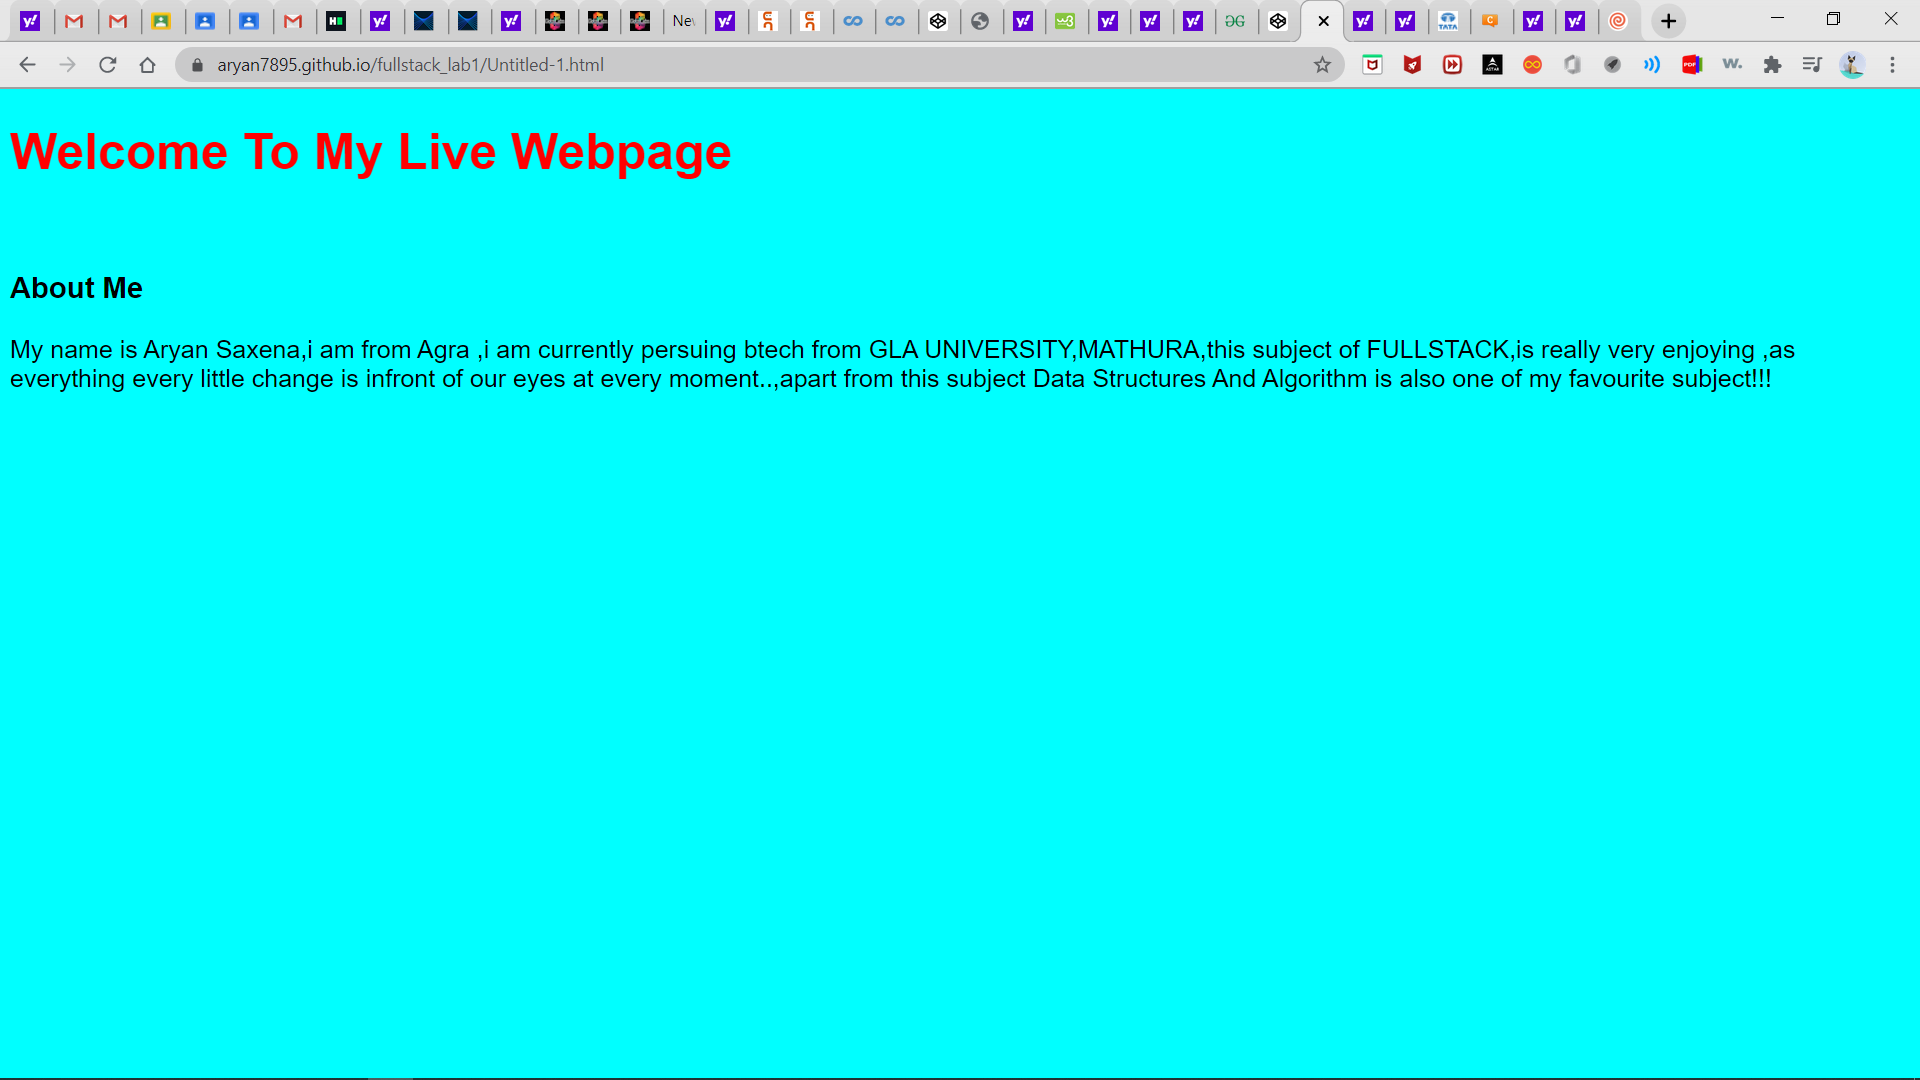 Nev
aryan7895.github.io/fullstack_lab1/Untitled-1.html
Welcome To My Live Webpage
About Me
My name is Aryan Saxena,i am from Agra ,i am currently persuing btech from GLA UNIVERSITY,MATHURA,this subject of FULLSTACK,is really very enjoying ,as
everything every little change is infront of our eyes at every moment..,apart from this subject Data Structures And Algorithm is also one of my favourite subject!!!